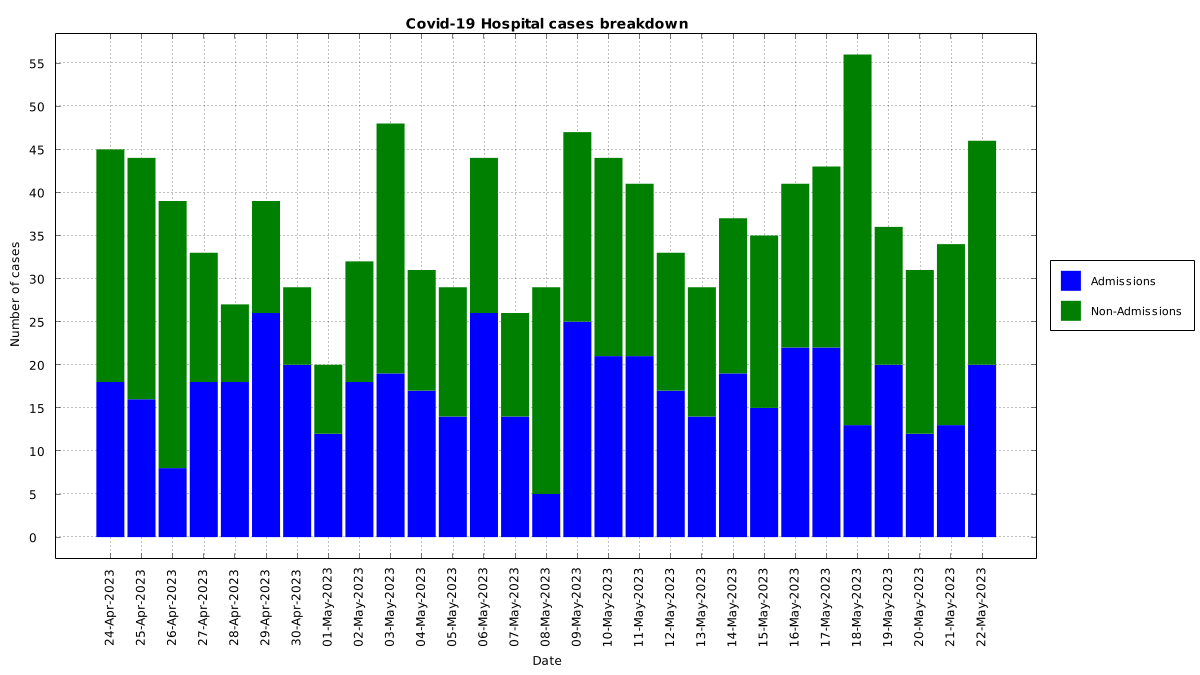 Covid-19 Hospital cases breakdown
55
50
45
40
35
30
25
20
15
10
5
0
Number of cases
24-Apr-2023
25-Apr-2023
26-Apr-2023
27-Apr-2023
28-Apr-2023
29-Apr-2023
30-Apr-2023
01-May-2023
02-May-2023
03-May-2023
04-May-2023
05-May-2023
06-May-2023
07-May-2023
08-May-2023
09-May-2023
10-May-2023
11-May-2023
12-May-2023
13-May-2023
14-May-2023
15-May-2023
16-May-2023
17-May-2023
18-May-2023
19-May-2023
20-May-2023
21-May-2023
22-May-2023
Date
Admissions
Non-Admissions